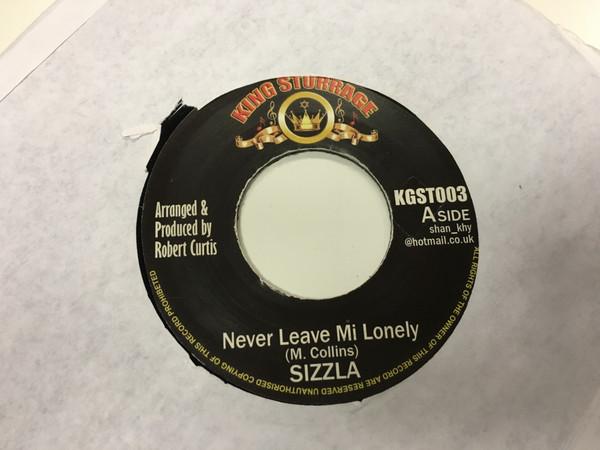 KING STURRAGE
Arranged &
Produced by
Robert Curtis
KGST003
A SIDE
shan_khy
@hotmail.co.uk
Never Leave Mi Lonely
(M. Collins)
SIZZLA
ALL RIGHTS OF THE OWNER OF THIS RECORD ARE RESERVED UNAUTHORISED COPYING OF THIS RECORD PROHIBETED